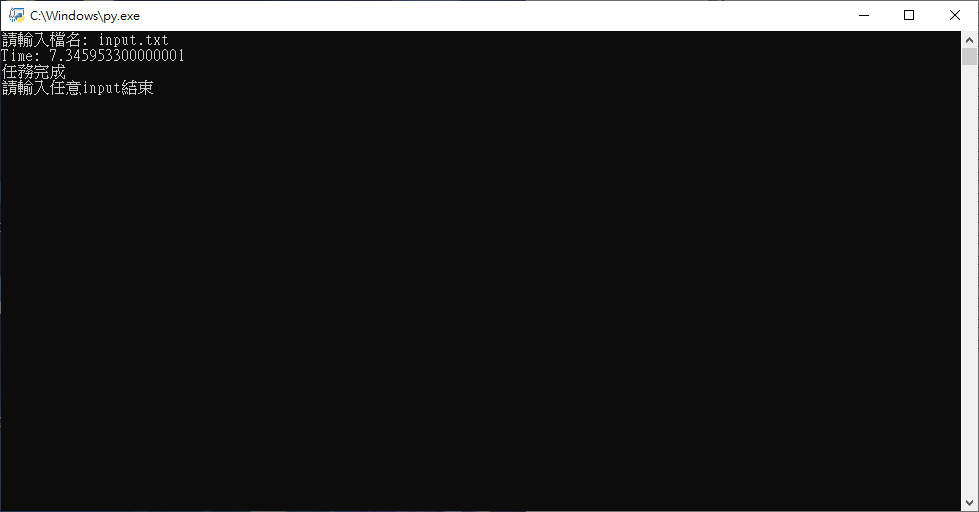 C:\Windows\py.exe
請輸入檔名: input.txt
Time: 7.345953300000001
任務完成
請輸入任意input結束